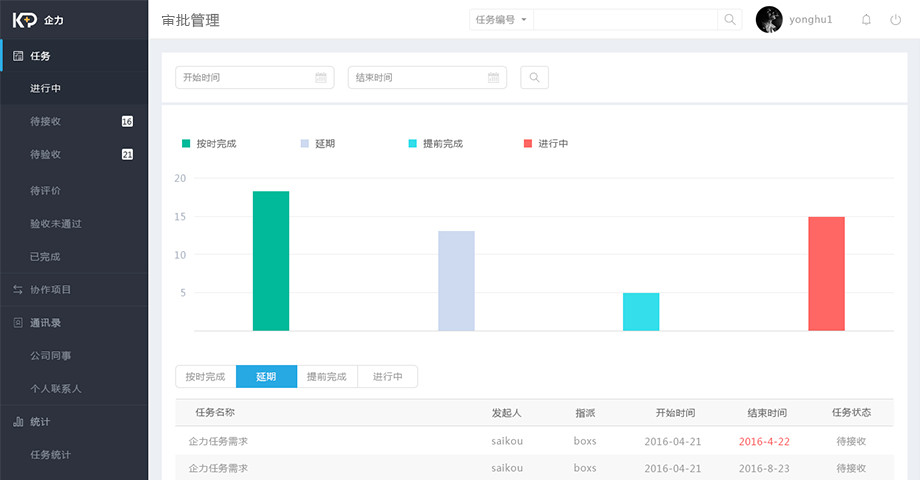 KP 企力
审批管理
任务编号
yonghu1
任务
进行中
待接收 16
待验收 21
待评价
验收未通过
已完成
协作项目
通讯录
公司同事
个人联系人
统计
任务统计
开始时间
结束时间
按时完成 延期 提前完成 进行中
20
15
10
5
按时完成 延期 提前完成 进行中
任务名称 发起人 指派 开始时间 结束时间 任务状态
企力任务需求 saikou boxs 2016-04-21 2016-4-22 待接收
企力任务需求 saikou boxs 2016-04-21 2016-8-23 待接收